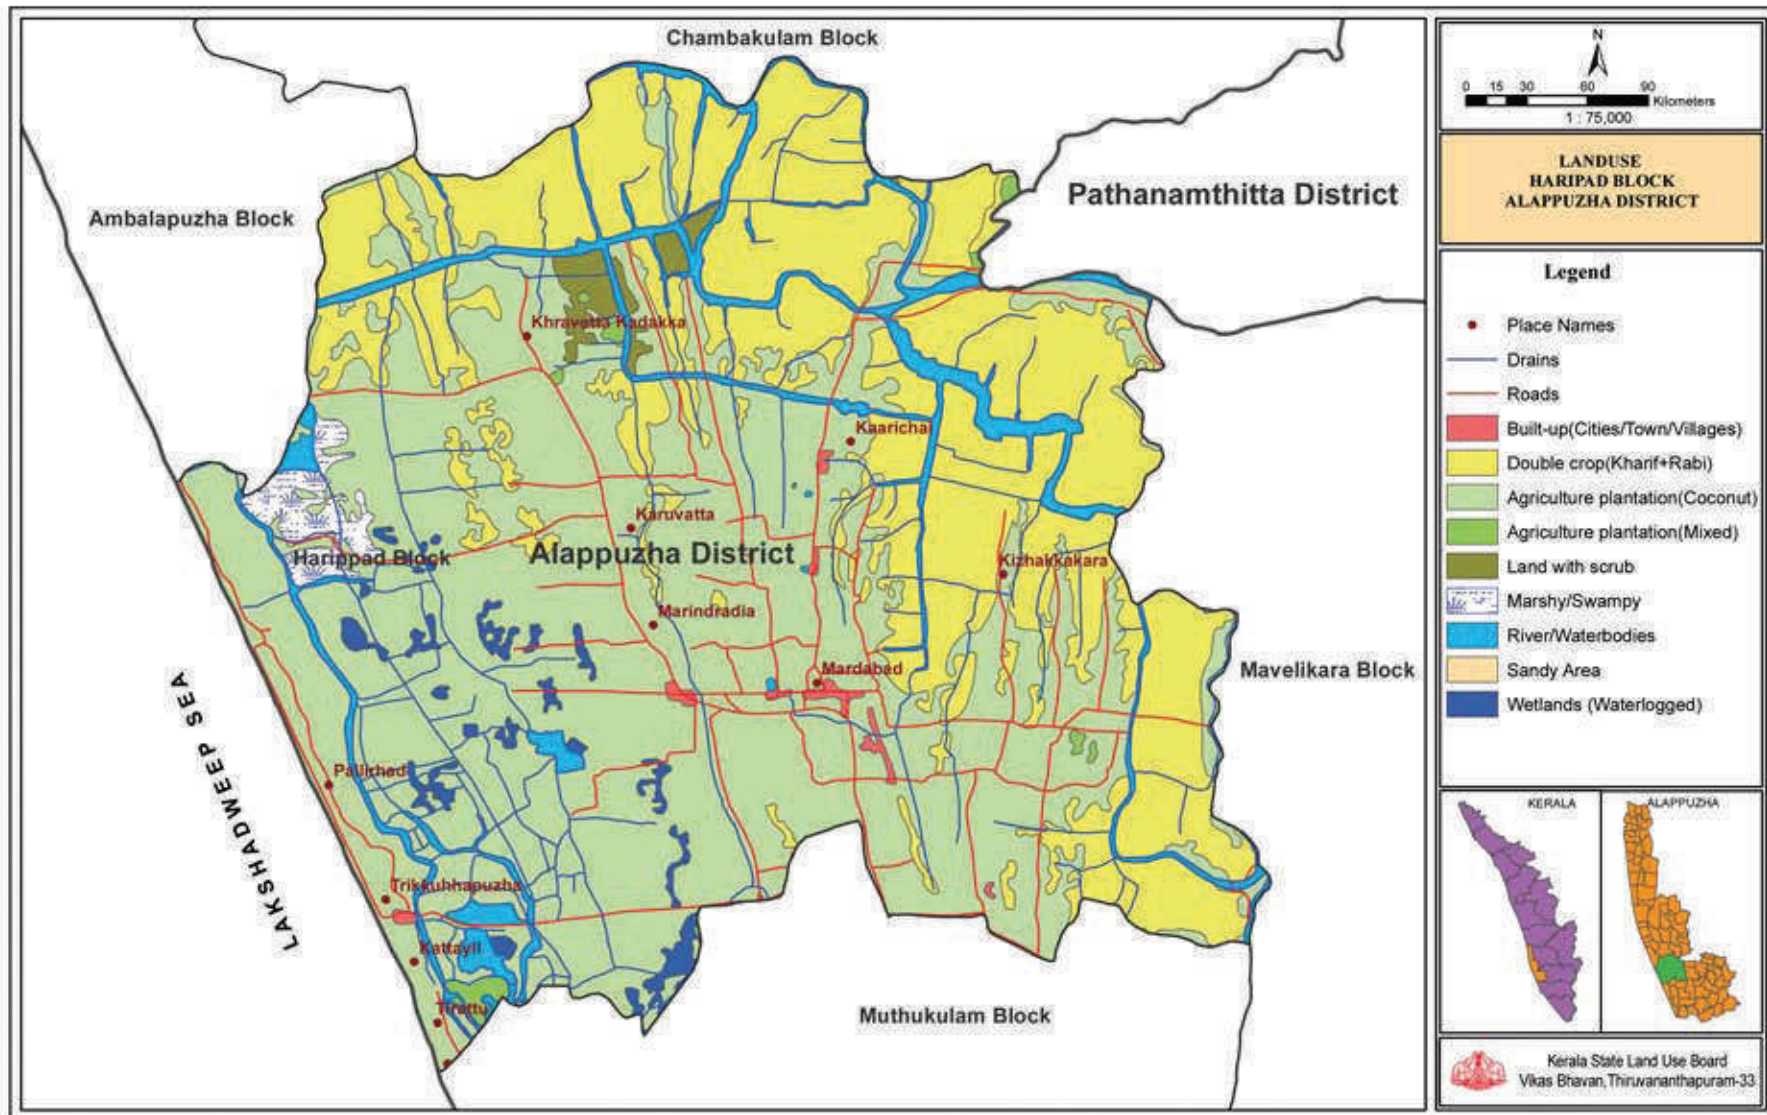 Chambakulam Block
Ambalapuzha Block
Pathanamthitta District
Khravatta Kadakka
Kaarichal
Karuvatta
Harippad Block
Alappuzha District
Kizhakkakara
Marindradia
Mardabad
Mavelikara Block
LAKSHADWEEP SEA
Pallirhad
Trikkuhhapuzha
Kattayll
Tirattu
Muthukulam Block
N
0 15 30 60 90
Kilometers
1 : 75,000
LANDUSE
HARIPAD BLOCK
ALAPPUZHA DISTRICT
Legend
Place Names
Drains
Roads
Built-up(Cities/Town/Villages)
Double crop(Kharif+Rabi)
Agriculture plantation(Coconut)
Agriculture plantation(Mixed)
Land with scrub
Marshy/Swampy
River/Waterbodies
Sandy Area
Wetlands (Waterlogged)
KERALA
ALAPPUZHA
Kerala State Land Use Board
Vikas Bhavan, Thiruvananthapuram-33